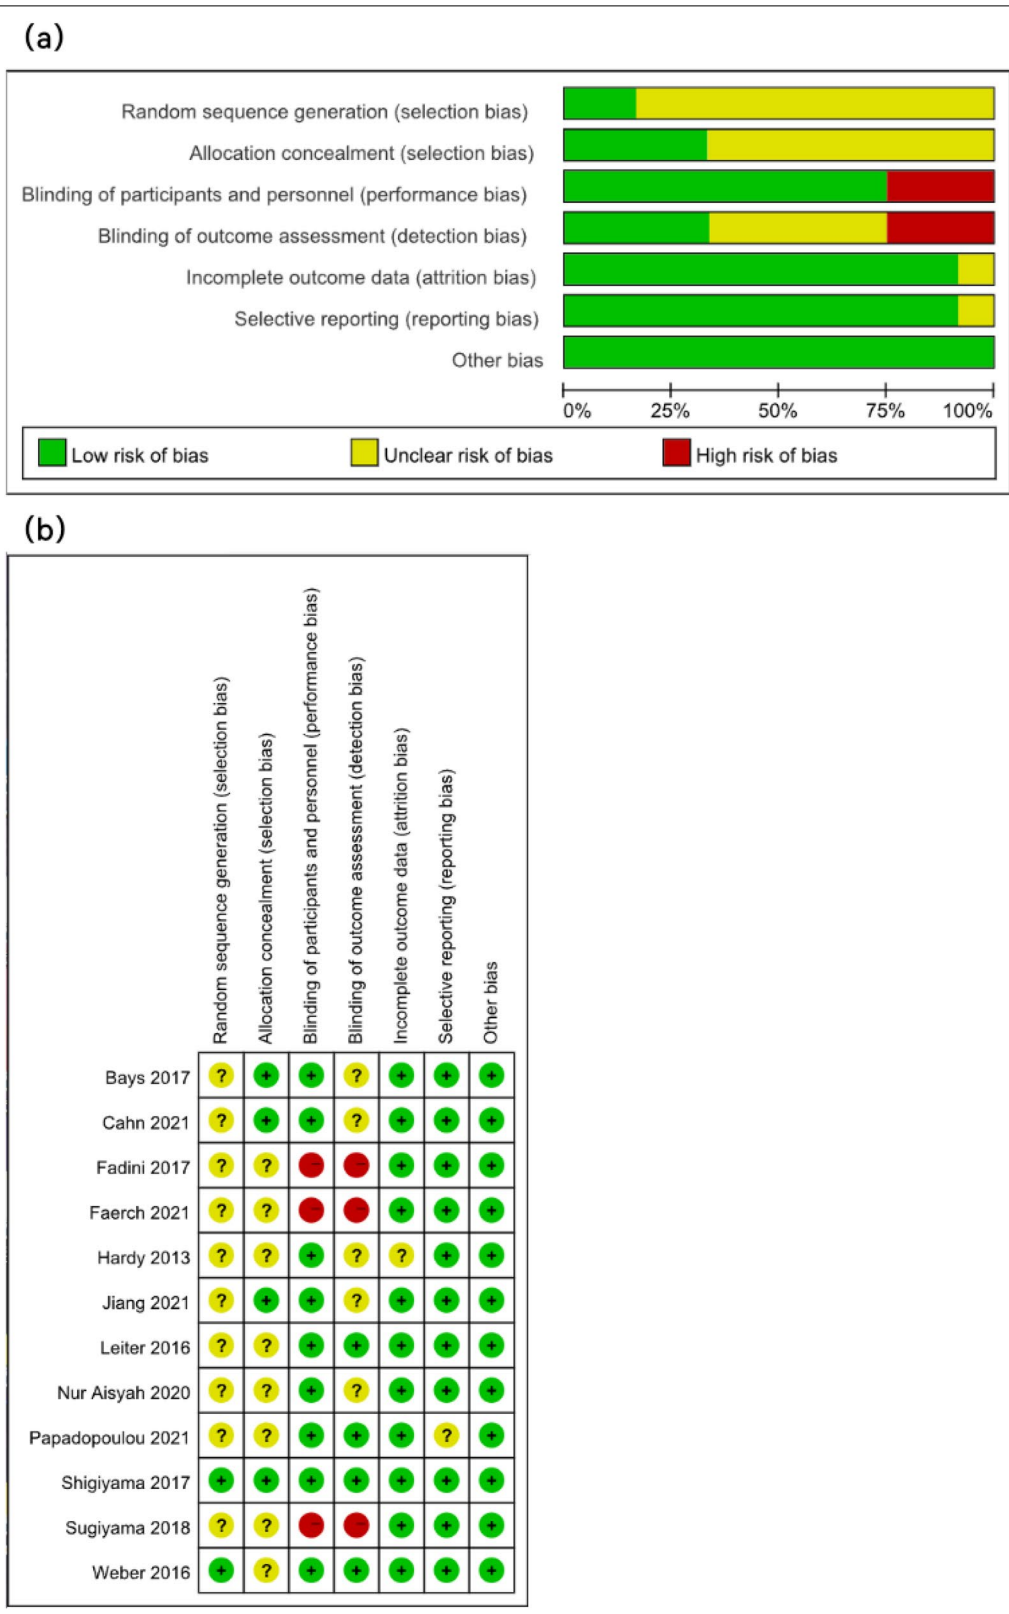 (a)
Random sequence generation (selection bias)
Allocation concealment (selection bias)
Blinding of participants and personnel (performance bias)
Blinding of outcome assessment (detection bias)
Incomplete outcome data (attrition bias)
Selective reporting (reporting bias)
Other bias
0% 25% 50% 75% 100%
Low risk of bias Unclear risk of bias High risk of bias
(b)
Random sequence generation (selection bias)
Allocation concealment (selection bias)
Blinding of participants and personnel (performance bias)
Blinding of outcome assessment (detection bias)
Incomplete outcome data (attrition bias)
Selective reporting (reporting bias)
Other bias
Bays 2017 ? + + ? + + +
Cahn 2021 ? + + ? + + +
Fadini 2017 ? ? - - + + +
Faerch 2021 ? ? - - + + +
Hardy 2013 ? ? + ? ? + +
Jiang 2021 ? + + ? + + +
Leiter 2016 ? ? + + + + +
Nur Aisyah 2020 ? ? + ? + + +
Papadopoulou 2021 ? ? + + + ? +
Shigiyama 2017 + + + + + + +
Sugiyama 2018 ? ? - - + + +
Weber 2016 + ? + + + + +